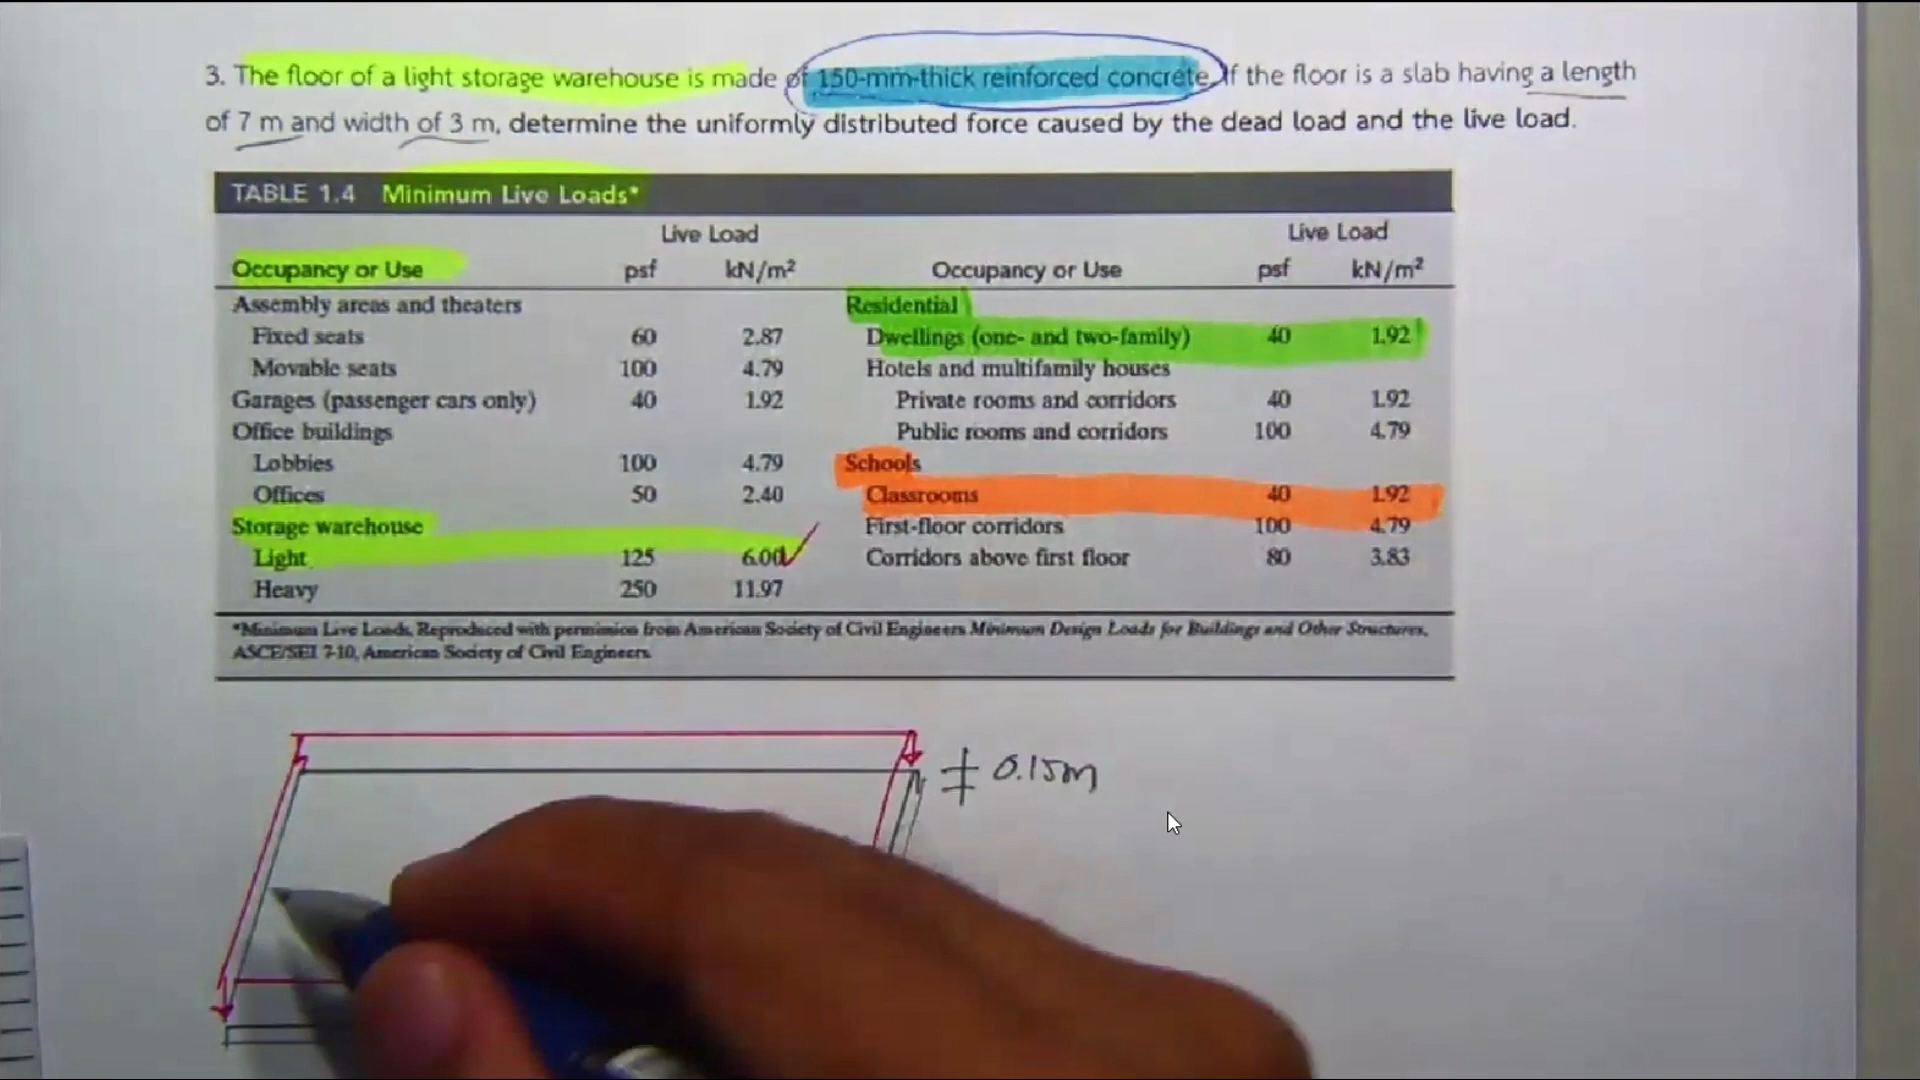 3. The floor of a light storage warehouse is made of 150-mm-thick reinforced concrete. If the floor is a slab having a length
of 7 m and width of 3 m, determine the uniformly distributed force caused by the dead load and the live load.
TABLE 1.4 Minimum Live Loads*
Live Load Live Load
Occupancy or Use psf kN/m² Occupancy or Use psf kN/m²
Assembly areas and theaters Residential
Fixed seats 60 2.87 Dwellings (one- and two-family) 40 1.92
Movable seats 100 4.79 Hotels and multifamily houses
Garages (passenger cars only) 40 1.92 Private rooms and corridors 40 1.92
Office buildings Public rooms and corridors 100 4.79
Lobbies 100 4.79 Schools
Offices 50 2.40 Classrooms 40 1.92
Storage warehouse First-floor corridors 100 4.79
Light 125 6.00 Corridors above first floor 80 3.83
Heavy 250 11.97
*Minimum Live Loads, Reproduced with permission from American Society of Civil Engineers Minimum Design Loads for Buildings and Other Structures,
ASCE/SEI 7-10, American Society of Civil Engineers.
0.15m